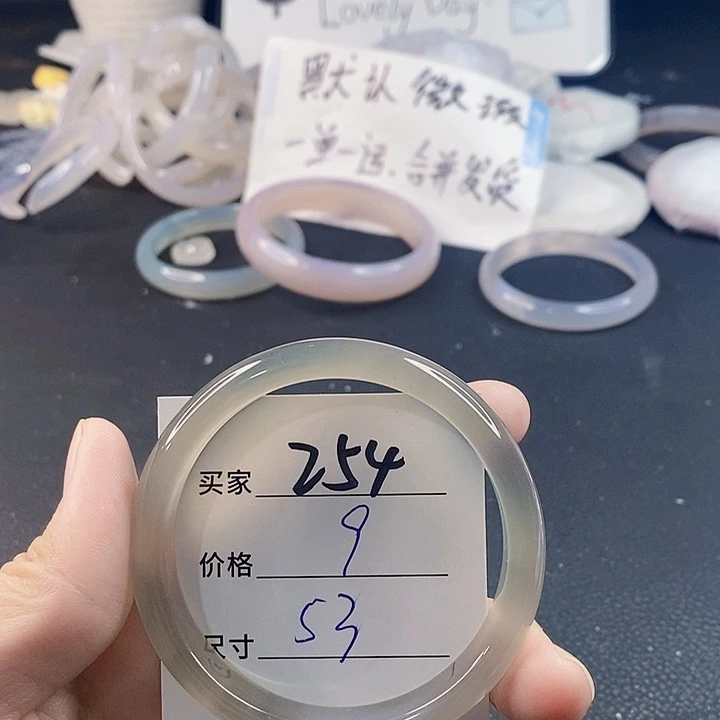 Lovely Day
默认微瑕
一单一运.合并发货
买家 254
价格 9
尺寸 53